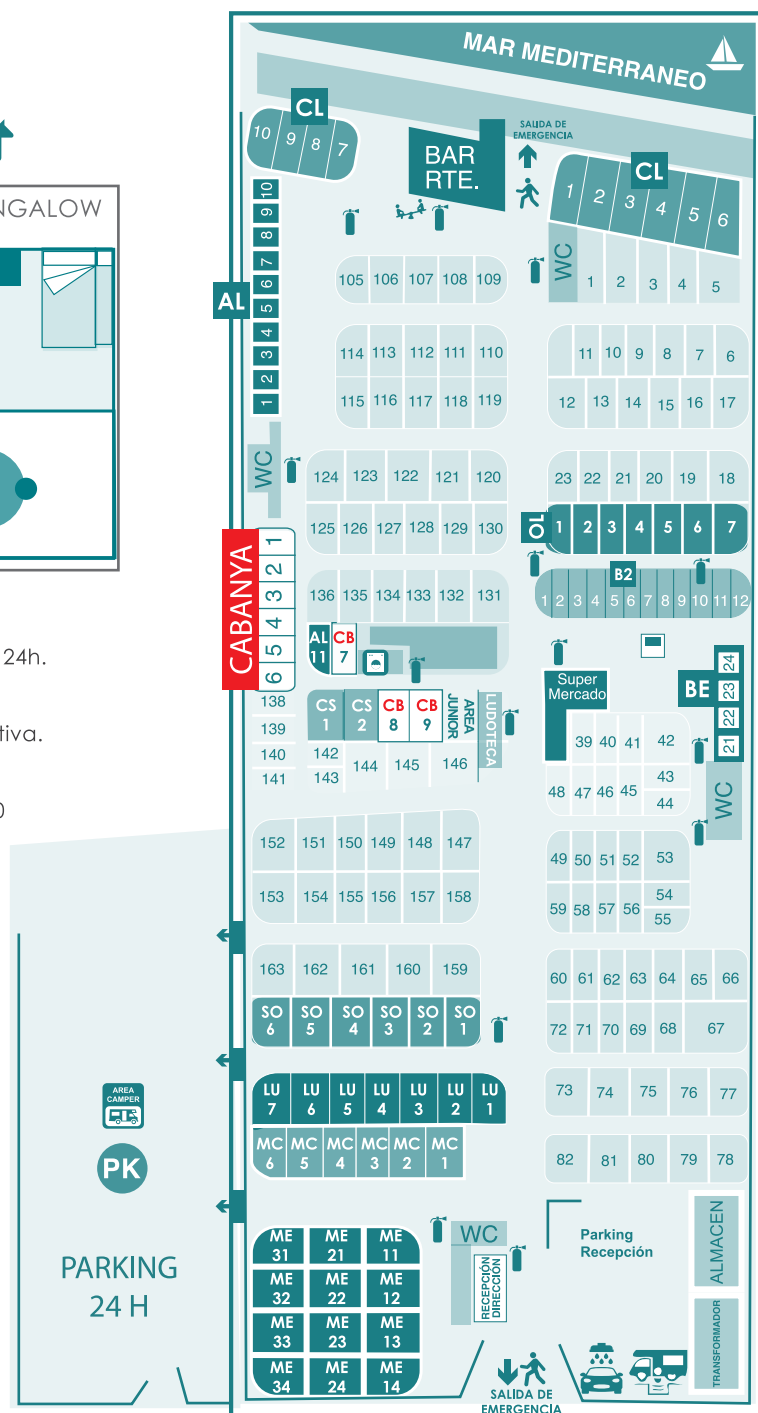 MAR MEDITERRANEO
CL
10 9 8 7
BAR
RTE.
SALIDA DE
EMERGENCIA
CL
1 2 3 4 5 6
WC
1 2 3 4 5
NGALOW
AL
10
9
8
7
6
5
4
3
2
1
105 106 107 108 109
114 113 112 111 110
115 116 117 118 119
11 10 9 8 7 6
12 13 14 15 16 17
WC
124 123 122 121 120
125 126 127 128 129 130
23 22 21 20 19 18
OL
1 2 3 4 5 6 7
B2
1 2 3 4 5 6 7 8 9 10 11 12
CABANYA
1
2
3
4
5
6
136 135 134 133 132 131
AL
11
CB
7
24h.
tiva.
0
138
139
140
141
CS
1
CS
2
CB
8
CB
9
AREA
JUNIOR
LUDOTECA
142
143
144 145 146
Super
Mercado
BE
24
23
22
21
39 40 41 42
48 47 46 45 43
44
WC
152 151 150 149 148 147
153 154 155 156 157 158
49 50 51 52 53
59 58 57 56 54
55
163 162 161 160 159
SO
6
SO
5
SO
4
SO
3
SO
2
SO
1
60 61 62 63 64 65 66
72 71 70 69 68 67
LU
7
LU
6
LU
5
LU
4
LU
3
LU
2
LU
1
MC
6
MC
5
MC
4
MC
3
MC
2
MC
1
73 74 75 76 77
82 81 80 79 78
AREA
CAMPER
PK
PARKING
24 H
ME
31
ME
21
ME
11
ME
32
ME
22
ME
12
ME
33
ME
23
ME
13
ME
34
ME
24
ME
14
WC
RECEPCIÓN
DIRECCIÓN
Parking
Recepción
ALMACEN
TRANSFORMADOR
SALIDA DE
EMERGENCIA